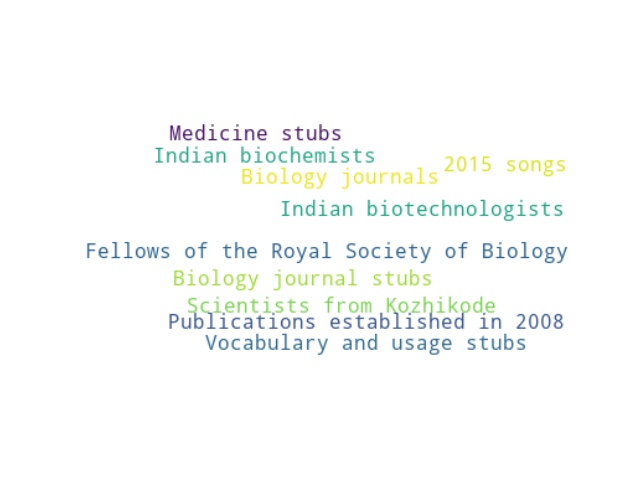 Medicine stubs
Indian biochemists
2015 songs
Biology journals
Indian biotechnologists
Fellows of the Royal Society of Biology
Biology journal stubs
Scientists from Kozhikode
Publications established in 2008
Vocabulary and usage stubs